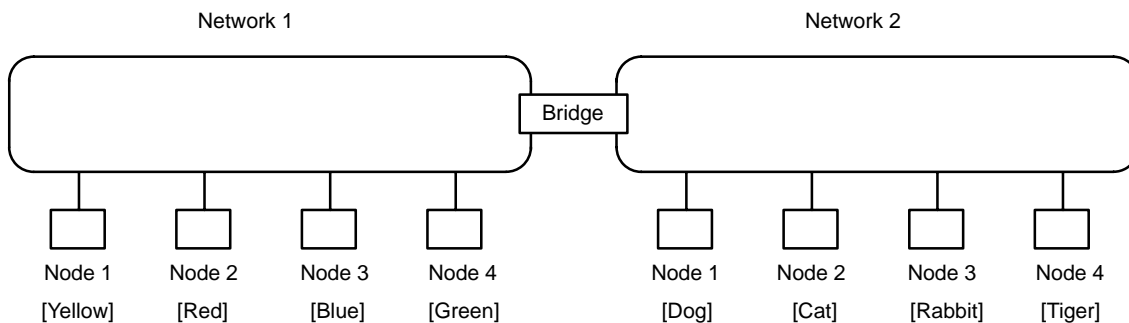 Network 1 Network 2
Bridge
Node 1 Node 2 Node 3 Node 4 Node 1 Node 2 Node 3 Node 4
[Yellow] [Red] [Blue] [Green] [Dog] [Cat] [Rabbit] [Tiger]